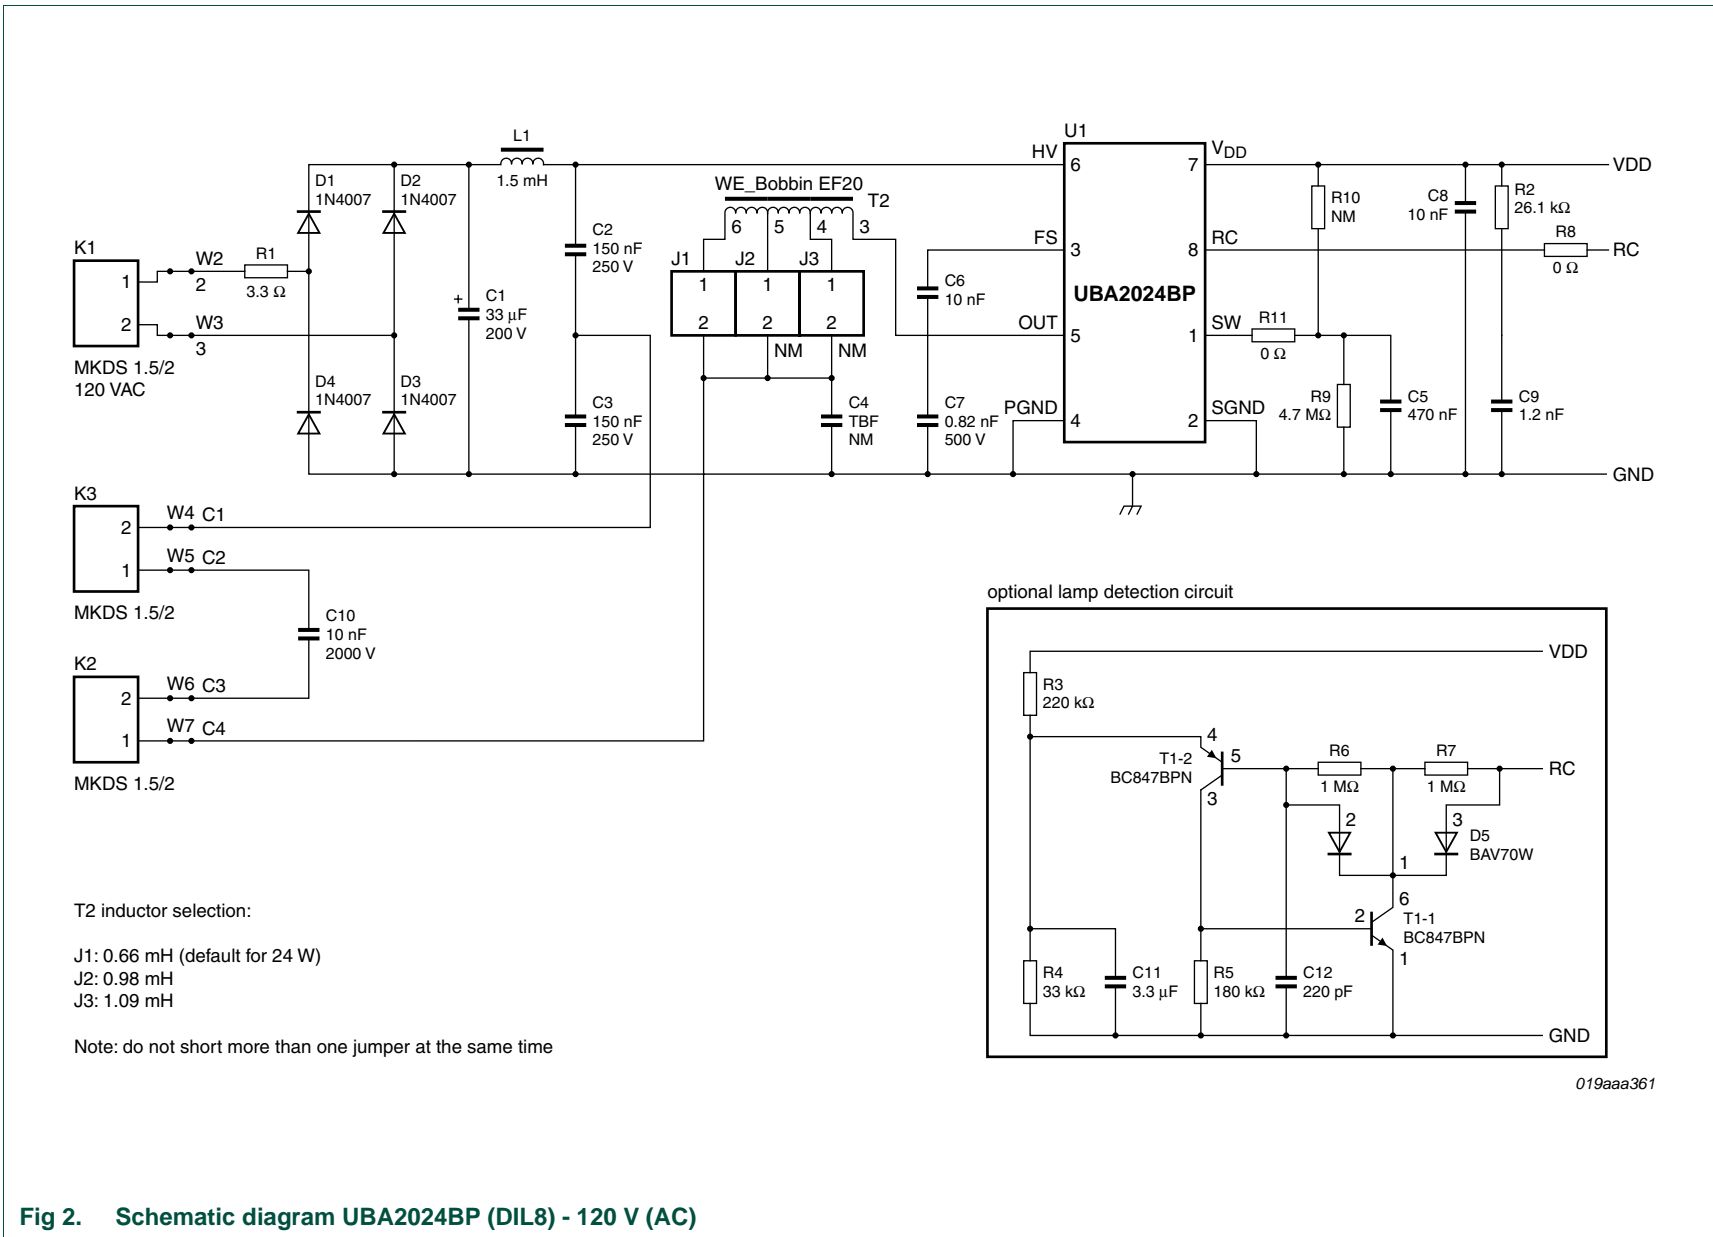 L1
1.5 mH
D1
1N4007
D2
1N4007
K1
1
2
MKDS 1.5/2
120 VAC
W2
2
W3
3
R1
3.3 Ω
+
C1
33 μF
200 V
D4
1N4007
D3
1N4007
C2
150 nF
250 V
C3
150 nF
250 V
WE_Bobbin EF20
T2
6
5
4
3
J1
J2
J3
1
1
1
2
2
2
NM
NM
C4
TBF
NM
C6
10 nF
C7
0.82 nF
500 V
U1
HV
6
7
VDD
FS
3
8
RC
UBA2024BP
OUT
5
1
SW
PGND
4
2
SGND
R10
NM
C8
10 nF
R2
26.1 kΩ
VDD
R8
0 Ω
RC
R11
0 Ω
R9
4.7 MΩ
C5
470 nF
C9
1.2 nF
GND
K3
2
1
MKDS 1.5/2
W4 C1
W5 C2
C10
10 nF
2000 V
K2
2
1
MKDS 1.5/2
W6 C3
W7 C4
optional lamp detection circuit
VDD
R3
220 kΩ
4
T1-2
BC847BPN
5
3
R6
1 MΩ
R7
1 MΩ
RC
2
3
D5
BAV70W
1
6
2
T1-1
BC847BPN
1
R4
33 kΩ
C11
3.3 μF
R5
180 kΩ
C12
220 pF
GND
019aaa361
T2 inductor selection:
J1: 0.66 mH (default for 24 W)
J2: 0.98 mH
J3: 1.09 mH
Note: do not short more than one jumper at the same time
Fig 2. Schematic diagram UBA2024BP (DIL8) - 120 V (AC)